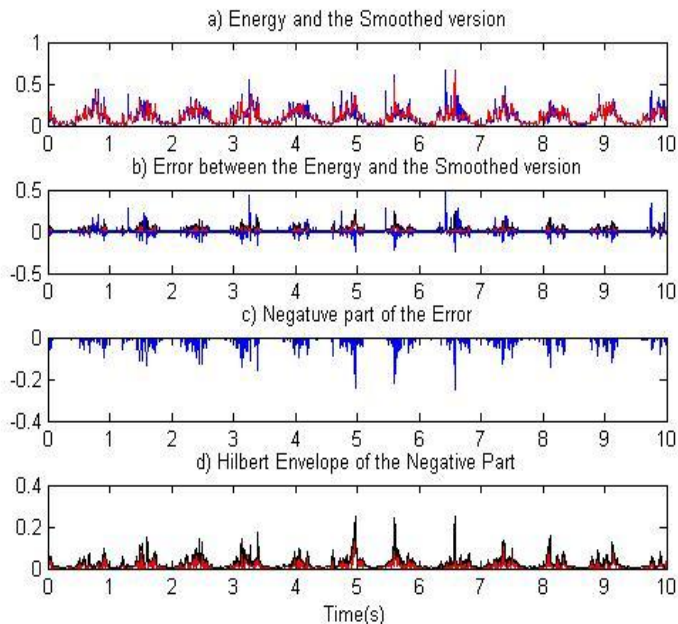 a) Energy and the Smoothed version
1
0.5
0
0 1 2 3 4 5 6 7 8 9 10
b) Error between the Energy and the Smoothed version
0.5
0
-0.5
0 1 2 3 4 5 6 7 8 9 10
c) Negatuve part of the Error
0
-0.2
-0.4
0 1 2 3 4 5 6 7 8 9 10
d) Hilbert Envelope of the Negative Part
0.4
0.2
0
0 1 2 3 4 5 6 7 8 9 10
Time(s)